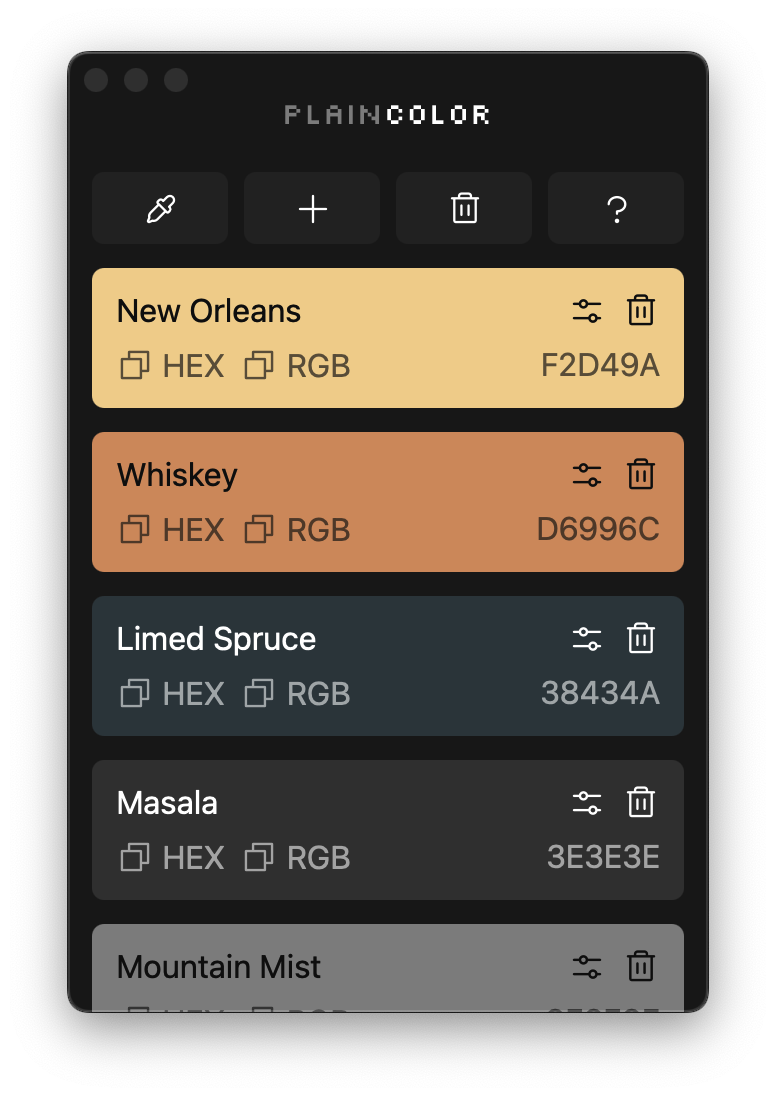 PLAINCOLOR
?
New Orleans
HEX RGB F2D49A
Whiskey
HEX RGB D6996C
Limed Spruce
HEX RGB 38434A
Masala
HEX RGB 3E3E3E
Mountain Mist